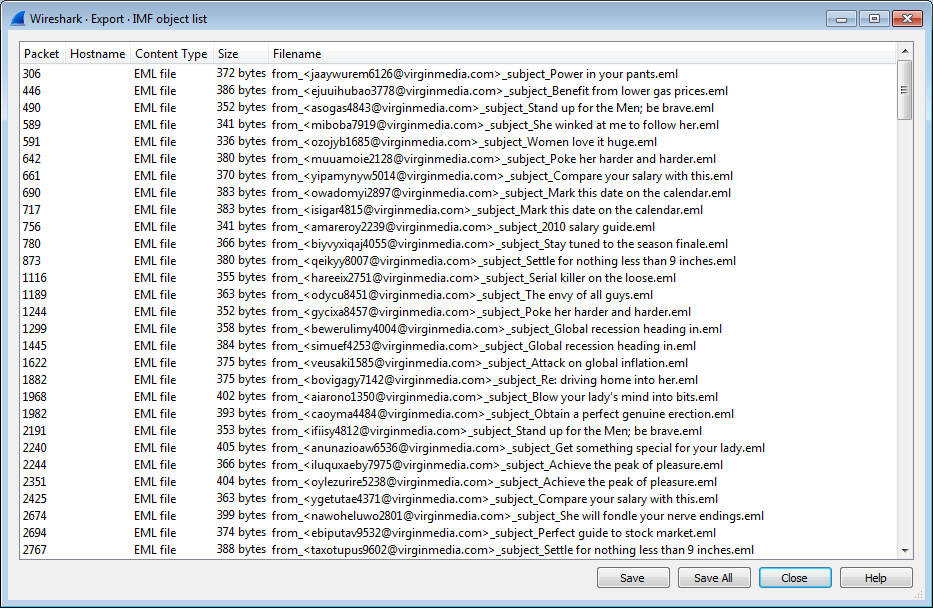 Wireshark · Export · IMF object list
Packet Hostname Content Type Size Filename
306 EML file 372 bytes from_<jaaywurem6126@virginmedia.com>_subject_Power in your pants.eml
446 EML file 386 bytes from_<ejuuihubao3778@virginmedia.com>_subject_Benefit from lower gas prices.eml
490 EML file 352 bytes from_<asogas4843@virginmedia.com>_subject_Stand up for the Men; be brave.eml
589 EML file 341 bytes from_<miboba7919@virginmedia.com>_subject_She winked at me to follow her.eml
591 EML file 336 bytes from_<ozojyb1685@virginmedia.com>_subject_Women love it huge.eml
642 EML file 380 bytes from_<muuamoie2128@virginmedia.com>_subject_Poke her harder and harder.eml
661 EML file 370 bytes from_<yipamynyw5014@virginmedia.com>_subject_Compare your salary with this.eml
690 EML file 383 bytes from_<owadomyi2897@virginmedia.com>_subject_Mark this date on the calendar.eml
717 EML file 383 bytes from_<isigar4815@virginmedia.com>_subject_Mark this date on the calendar.eml
756 EML file 341 bytes from_<amareroy2239@virginmedia.com>_subject_2010 salary guide.eml
780 EML file 366 bytes from_<biyvyxiqaj4055@virginmedia.com>_subject_Stay tuned to the season finale.eml
873 EML file 380 bytes from_<qeikyy8007@virginmedia.com>_subject_Settle for nothing less than 9 inches.eml
1116 EML file 355 bytes from_<hareeix2751@virginmedia.com>_subject_Serial killer on the loose.eml
1189 EML file 363 bytes from_<odycu8451@virginmedia.com>_subject_The envy of all guys.eml
1244 EML file 352 bytes from_<gycixa8457@virginmedia.com>_subject_Poke her harder and harder.eml
1299 EML file 358 bytes from_<bewerulimy4004@virginmedia.com>_subject_Global recession heading in.eml
1445 EML file 384 bytes from_<simuef4253@virginmedia.com>_subject_Global recession heading in.eml
1622 EML file 375 bytes from_<veusaki1585@virginmedia.com>_subject_Attack on global inflation.eml
1882 EML file 375 bytes from_<bovigagy7142@virginmedia.com>_subject_Re: driving home into her.eml
1968 EML file 402 bytes from_<aiarono1350@virginmedia.com>_subject_Blow your lady's mind into bits.eml
1982 EML file 393 bytes from_<caoyma4484@virginmedia.com>_subject_Obtain a perfect genuine erection.eml
2191 EML file 353 bytes from_<ifiisy4812@virginmedia.com>_subject_Stand up for the Men; be brave.eml
2240 EML file 405 bytes from_<anunazioaw6536@virginmedia.com>_subject_Get something special for your lady.eml
2244 EML file 366 bytes from_<iluquxaeby7975@virginmedia.com>_subject_Achieve the peak of pleasure.eml
2351 EML file 404 bytes from_<oylezurire5238@virginmedia.com>_subject_Achieve the peak of pleasure.eml
2425 EML file 363 bytes from_<ygetutae4371@virginmedia.com>_subject_Compare your salary with this.eml
2674 EML file 399 bytes from_<nawoheluwo2801@virginmedia.com>_subject_She will fondle your nerve endings.eml
2694 EML file 374 bytes from_<ebiputav9532@virginmedia.com>_subject_Perfect guide to stock market.eml
2767 EML file 388 bytes from_<taxotupus9602@virginmedia.com>_subject_Settle for nothing less than 9 inches.eml
Save Save All Close Help